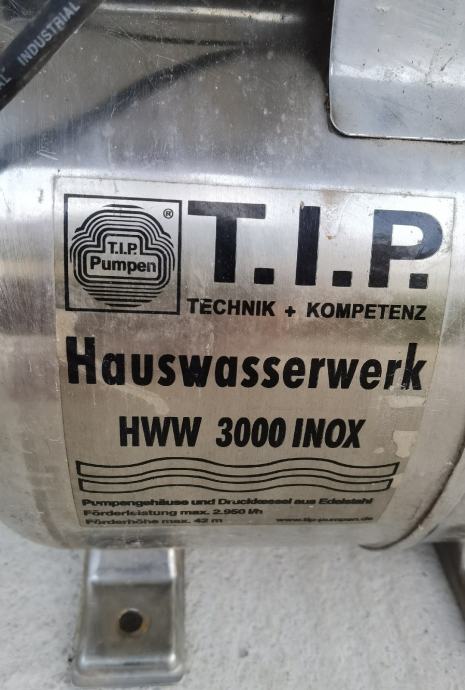 INDUSTRIAL
AL
T.I.P.
Pumpen
®
T.I.P.
TECHNIK + KOMPETENZ
Hauswasserwerk
HWW 3000 INOX
Pumpengehäuse und Druckkessel aus Edelstahl
Förderleistung max. 2.950 l/h
Förderhöhe max. 42 m www.tip-pumpen.de